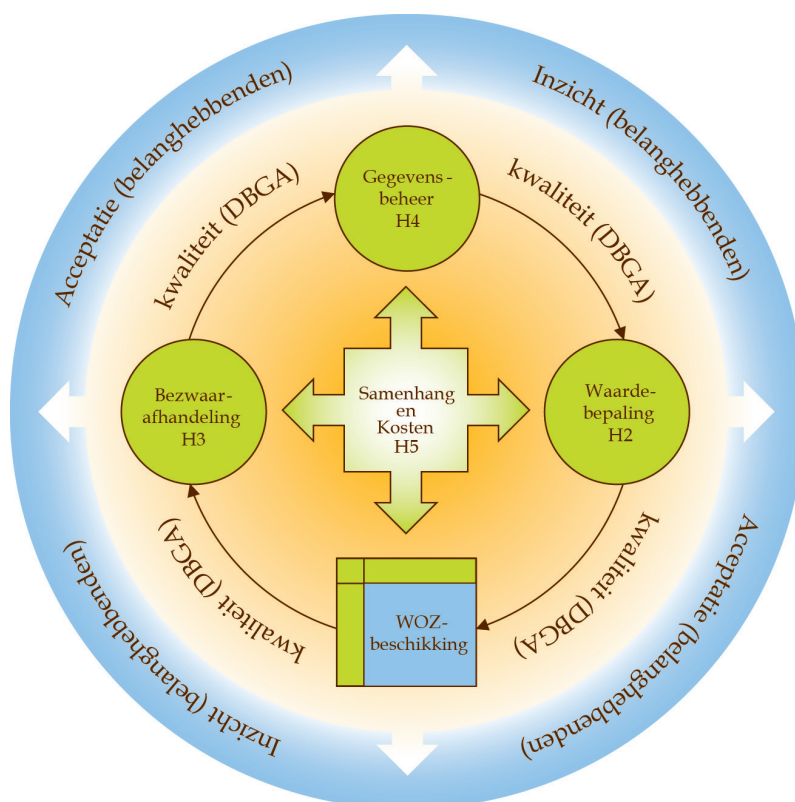 Acceptatie (belanghebbenden)
Inzicht (belanghebbenden)
kwaliteit (DBGA)
kwaliteit (DBGA)
Gegevens-
beheer
H4
Bezwaar-
afhandeling
H3
Samenhang
en
Kosten
H5
Waarde-
bepaling
H2
kwaliteit (DBGA)
kwaliteit (DBGA)
WOZ-
beschikking
Inzicht (belanghebbenden)
Acceptatie (belanghebbenden)